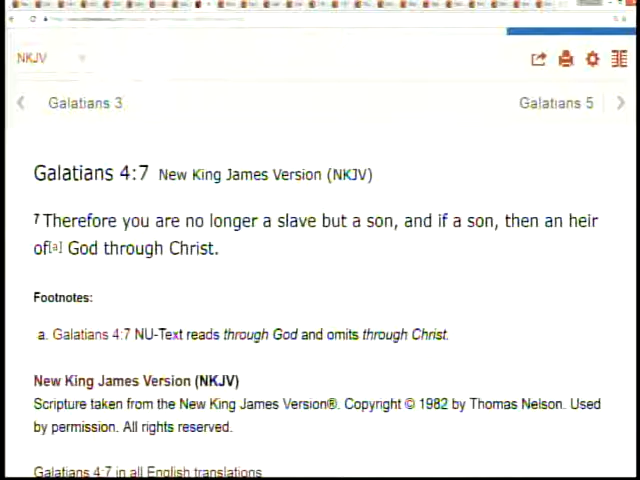 NKJV
Galatians 3
Galatians 5
Galatians 4:7 New King James Version (NKJV)
7 Therefore you are no longer a slave but a son, and if a son, then an heir
of[a] God through Christ.
Footnotes:
a. Galatians 4:7 NU-Text reads through God and omits through Christ.
New King James Version (NKJV)
Scripture taken from the New King James Version®. Copyright © 1982 by Thomas Nelson. Used
by permission. All rights reserved.
Galatians 4:7 in all English translations